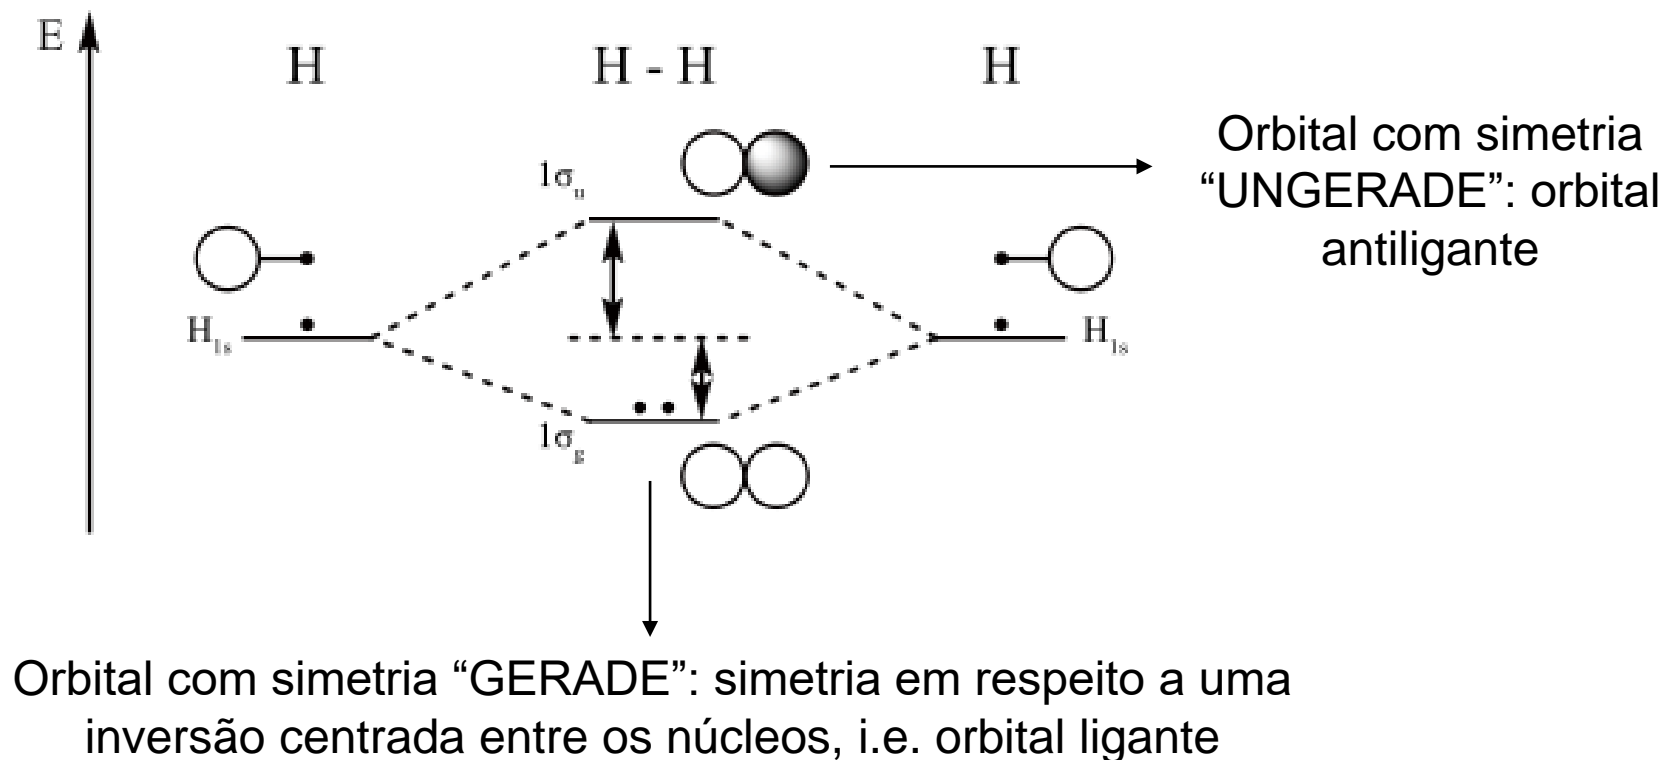 E
H
H - H
H
Orbital com simetria
“UNGERADE”: orbital
antiligante
1σu
H1s
H1s
1σg
Orbital com simetria “GERADE”: simetria em respeito a uma
inversão centrada entre os núcleos, i.e. orbital ligante